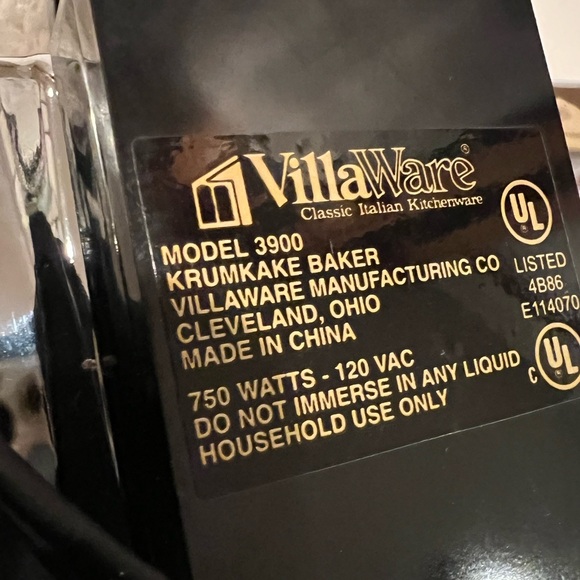 VillaWare®
Classic Italian Kitchenware
MODEL 3900
KRUMKAKE BAKER
VILLAWARE MANUFACTURING CO
CLEVELAND, OHIO
MADE IN CHINA
750 WATTS - 120 VAC
DO NOT IMMERSE IN ANY LIQUID
HOUSEHOLD USE ONLY
UL
LISTED
4B86
E114070
C UL